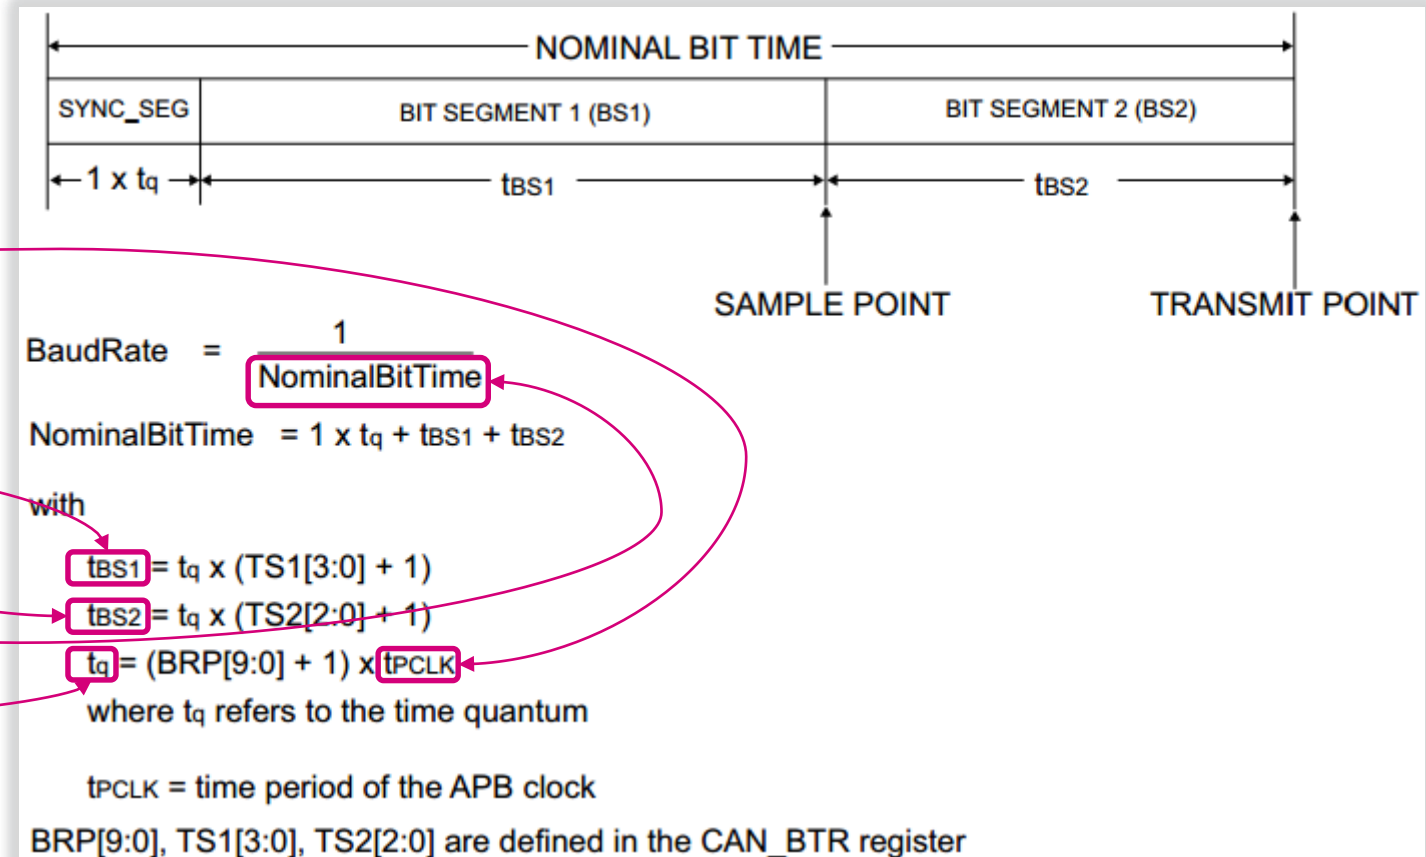 NOMINAL BIT TIME
SYNC_SEG BIT SEGMENT 1 (BS1) BIT SEGMENT 2 (BS2)
1 x tq tBS1 tBS2
SAMPLE POINT TRANSMIT POINT
1
BaudRate =
NominalBitTime
NominalBitTime = 1 x tq + tBS1 + tBS2
with
tBS1 = tq x (TS1[3:0] + 1)
tBS2 = tq x (TS2[2:0] + 1)
tq = (BRP[9:0] + 1) x tPCLK
where tq refers to the time quantum
tPCLK = time period of the APB clock
BRP[9:0], TS1[3:0], TS2[2:0] are defined in the CAN_BTR register